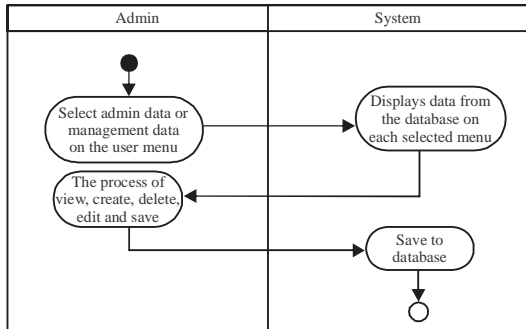 Admin
System
Select admin data or
management data
on the user menu
Displays data from
the database on
each selected menu
The process of
view, create, delete,
edit and save
Save to
database